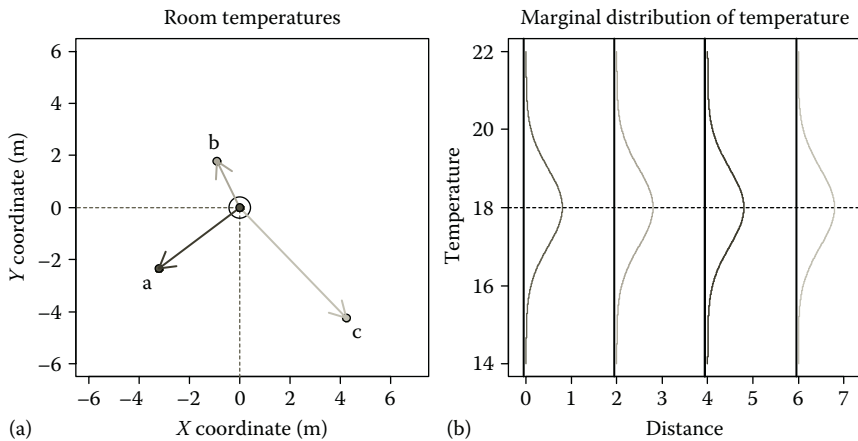 Room temperatures
6
4
2
0
−2
−4
−6
Y coordinate (m)
b
a
c
−6 −4 −2 0 2 4 6
X coordinate (m)
(a)
Marginal distribution of temperature
22
20
18
16
14
Temperature
0 1 2 3 4 5 6 7
Distance
(b)